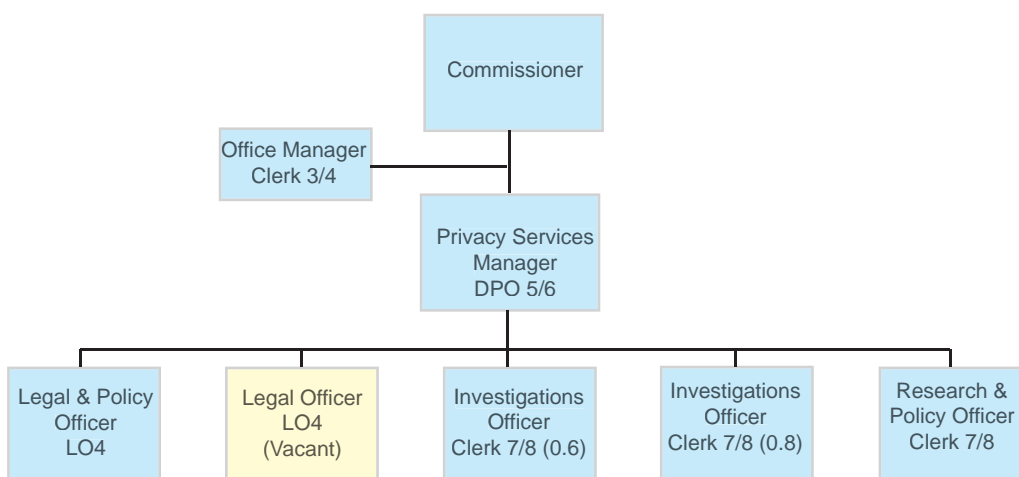 Commissioner
Office Manager
Clerk 3/4
Privacy Services
Manager
DPO 5/6
Legal & Policy
Officer
LO4
Legal Officer
LO4
(Vacant)
Investigations
Officer
Clerk 7/8 (0.6)
Investigations
Officer
Clerk 7/8 (0.8)
Research &
Policy Officer
Clerk 7/8